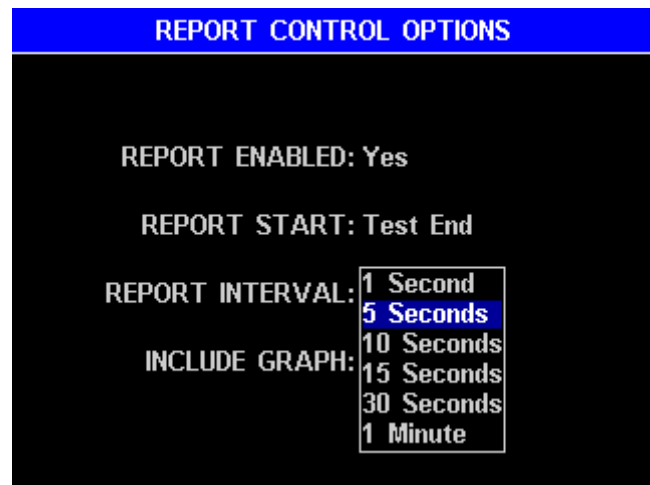 REPORT CONTROL OPTIONS
REPORT ENABLED: Yes
REPORT START: Test End
REPORT INTERVAL:
1 Second
5 Seconds
10 Seconds
INCLUDE GRAPH:
15 Seconds
30 Seconds
1 Minute